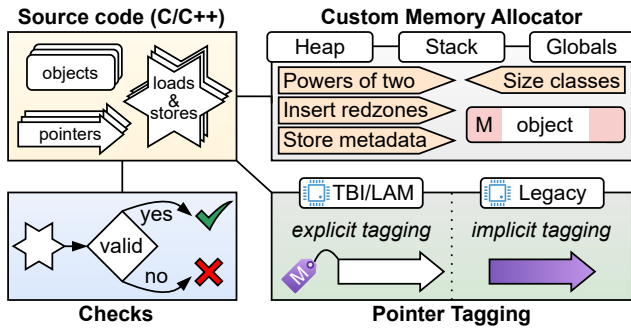 Source code (C/C++)
objects
pointers
loads
&
stores
Custom Memory Allocator
Heap
Stack
Globals
Powers of two
Size classes
Insert redzones
Store metadata
M object
yes
valid
no
Checks
TBI/LAM
Legacy
explicit tagging
implicit tagging
M
Pointer Tagging